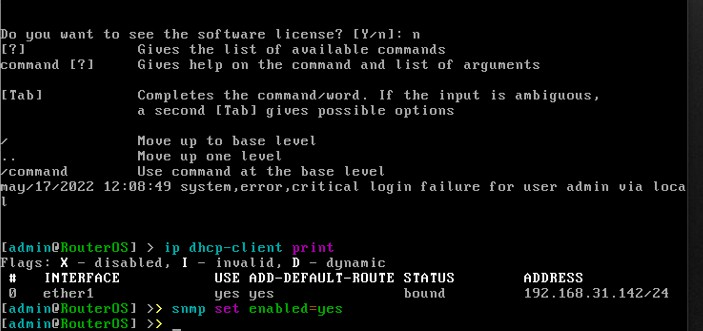 Do you want to see the software license? [Y/n]: n
[?]             Gives the list of available commands
command [?]     Gives help on the command and list of arguments
[Tab]           Completes the command/word. If the input is ambiguous,
                a second [Tab] gives possible options
/               Move up to base level
..              Move up one level
/command        Use command at the base level
may/17/2022 12:08:49 system,error,critical login failure for user admin via loca
l
[admin@RouterOS] > ip dhcp-client print
Flags: X - disabled, I - invalid, D - dynamic
 #   INTERFACE           USE ADD-DEFAULT-ROUTE STATUS        ADDRESS
 0   ether1              yes yes               bound         192.168.31.142/24
[admin@RouterOS] >> snmp set enabled=yes
[admin@RouterOS] >> _